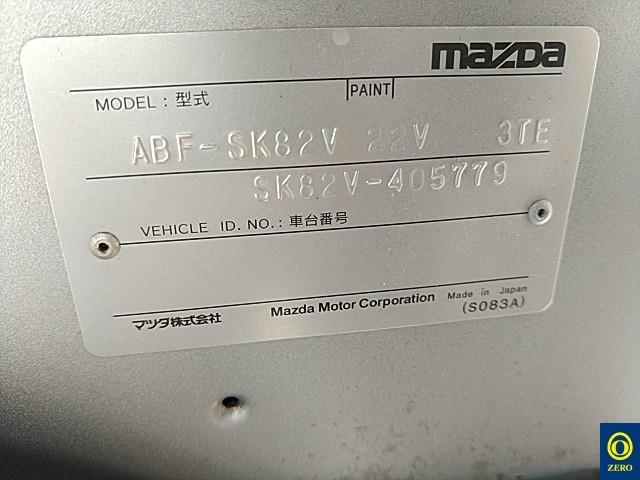 mazda
MODEL : 型式 PAINT
ABF-SK82V 22V 3TE
SK82V-405779
VEHICLE ID. NO. : 車台番号
マツダ株式会社 Mazda Motor Corporation Made in Japan
(S083A)
ZERO